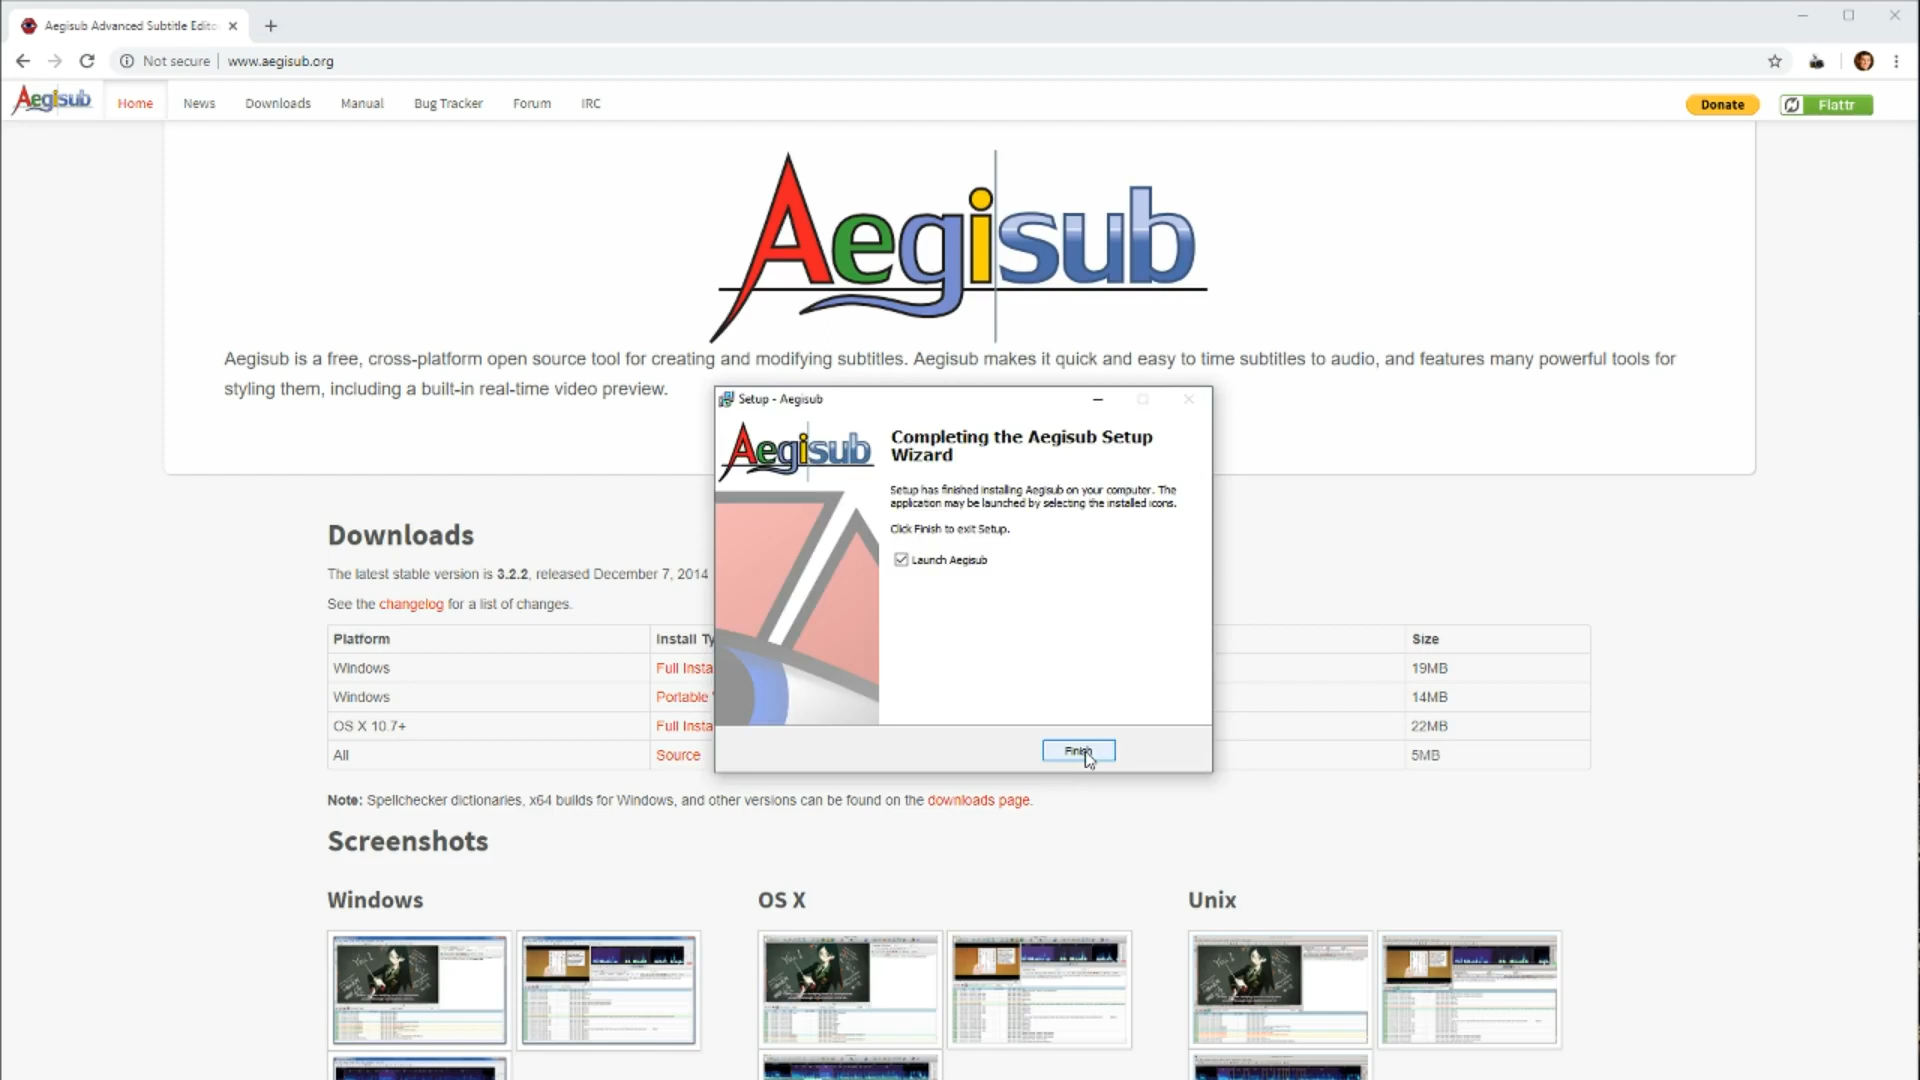 Aegisub Advanced Subtitle Edito
Not secure
www.aegisub.org
Aegisub
Home
News
Downloads
Manual
Bug Tracker
Forum
IRC
Donate
Flattr
Aegisub
Aegisub is a free, cross-platform open source tool for creating and modifying subtitles. Aegisub makes it quick and easy to time subtitles to audio, and features many powerful tools for
styling them, including a built-in real-time video preview.
Setup - Aegisub
Aegisub
Completing the Aegisub Setup
Wizard
Setup has finished installing Aegisub on your computer. The
application may be launched by selecting the installed icons.
Click Finish to exit Setup.
Launch Aegisub
Finish
Downloads
The latest stable version is 3.2.2, released December 7, 2014
See the changelog for a list of changes.
Platform Install Ty Size
Windows Full Insta 19MB
Windows Portable 14MB
OS X 10.7+ Full Insta 22MB
All Source 5MB
Note: Spellchecker dictionaries, x64 builds for Windows, and other versions can be found on the downloads page.
Screenshots
Windows
OS X
Unix